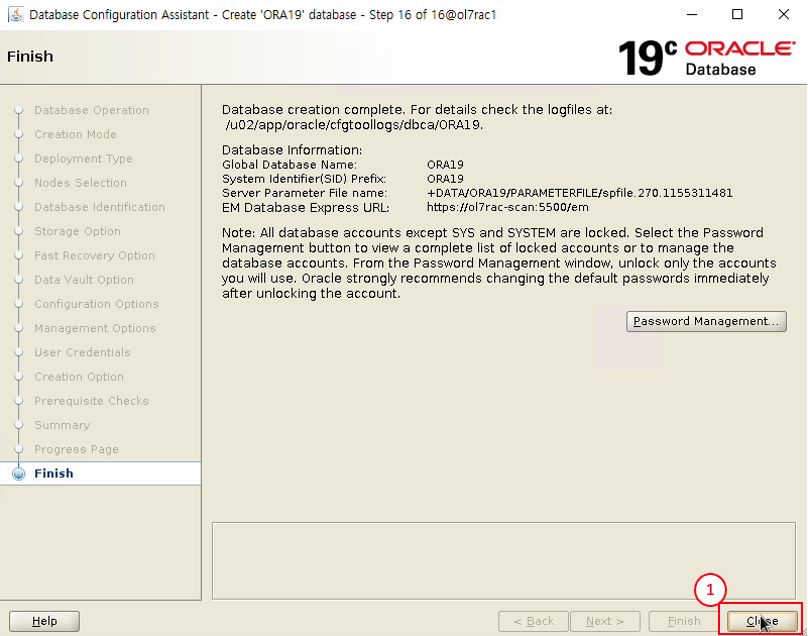 Database Configuration Assistant - Create 'ORA19' database - Step 16 of 16@ol7rac1
Finish
19c ORACLE
Database
Database Operation
Creation Mode
Deployment Type
Nodes Selection
Database Identification
Storage Option
Fast Recovery Option
Data Vault Option
Configuration Options
Management Options
User Credentials
Creation Option
Prerequisite Checks
Summary
Progress Page
Finish
Database creation complete. For details check the logfiles at:
/u02/app/oracle/cfgtoollogs/dbca/ORA19.
Database Information:
Global Database Name: ORA19
System Identifier(SID) Prefix: ORA19
Server Parameter File name: +DATA/ORA19/PARAMETERFILE/spfile.270.1155311481
EM Database Express URL: https://ol7rac-scan:5500/em
Note: All database accounts except SYS and SYSTEM are locked. Select the Password
Management button to view a complete list of locked accounts or to manage the
database accounts. From the Password Management window, unlock only the accounts
you will use. Oracle strongly recommends changing the default passwords immediately
after unlocking the account.
Password Management...
1
Help
< Back
Next >
Finish
Close